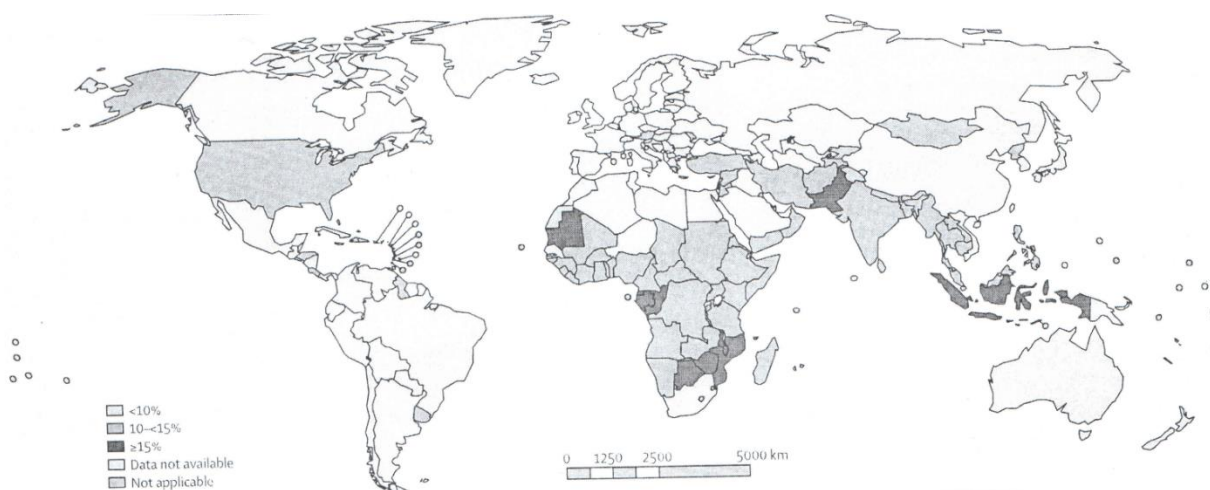 <10%
10–<15%
≥15%
Data not available
Not applicable
0 1250 2500 5000 km